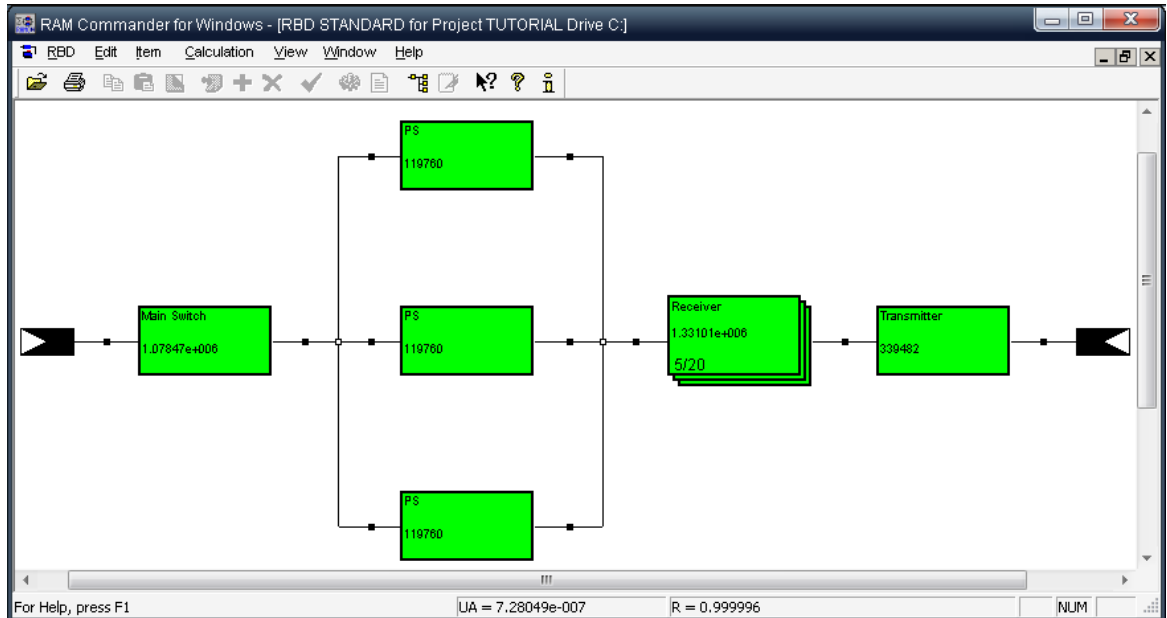 RAM Commander for Windows - [RBD STANDARD for Project TUTORIAL Drive C:]
RBD Edit Item Calculation View Window Help
PS
119760
Main Switch
1.07847e+006
PS
119760
Receiver
1.33101e+006
5/20
Transmitter
339482
PS
119760
For Help, press F1 UA = 7.28049e-007 R = 0.999996 NUM